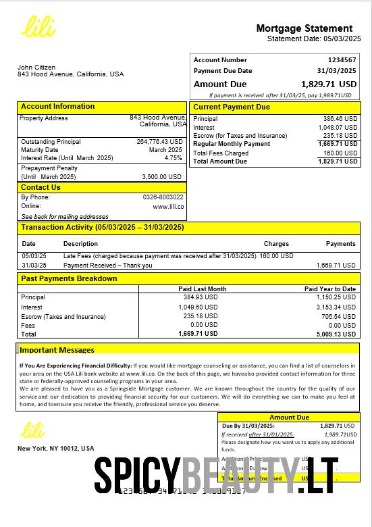 lili
Mortgage Statement
Statement Date: 05/03/2025
John Citizen
843 Hood Avenue, California, USA
Account Number 1234567
Payment Due Date 31/03/2025
Amount Due 1,829.71 USD
If payment is received after 31/03/25, pay 1,989.71USD
Account Information
Property Address 843 Hood Avenue,
California, USA
Outstanding Principal 264,776.43 USD
Maturity Date March 2025
Interest Rate (Until March 2025) 4.75%
Prepayment Penalty
(Until March 2025) 3,500.00 USD
Contact Us
By Phone: 0326-8003022
Online: www.lili.co
See back for mailing addresses
Current Payment Due
Principal 386.46 USD
Interest 1,048.07 USD
Escrow (for Taxes and Insurance) 235.18 USD
Regular Monthly Payment 1,669.71 USD
Total Fees Charged 160.00 USD
Total Amount Due 1,829.71 USD
Transaction Activity (05/03/2025 – 31/03/2025)
Date Description Charges Payments
05/03/25 Late Fees (charged because payment was received after 31/03/2025) 160.00 USD
31/03/25 Payment Received – Thank you 1,669.71 USD
Past Payments Breakdown
Paid Last Month Paid Year to Date
Principal 384.93 USD 1,150.25 USD
Interest 1,049.60 USD 3,153.34 USD
Escrow (Taxes and Insurance) 235.18 USD 705.54 USD
Fees 0.00 USD 0.00 USD
Total 1,669.71 USD 5,009.13 USD
Important Messages
If You Are Experiencing Financial Difficulty: If you would like mortgage counseling or assistance, you can find a list of counselors in
your area on the USA Lili bank website at www.lili.co. On the back of this page, we have also provided contact information for three
state or federally-approved counseling programs in your area.
We are pleased to have you as a Springside Mortgage customer. We are known throughout the country for the quality of our
service and our dedication to providing financial security for our customers. We will do everything we can to make you feel at
home, and to ensure you receive the friendly, professional service you deserve.
lili
New York, NY 10012, USA
Amount Due
Due By 31/03/2025: 1,829.71 USD
If received after 31/03/2025: 1,989.71USD
Please designate how you want us to apply any additional
funds.
SPICYBEAUTY.LT